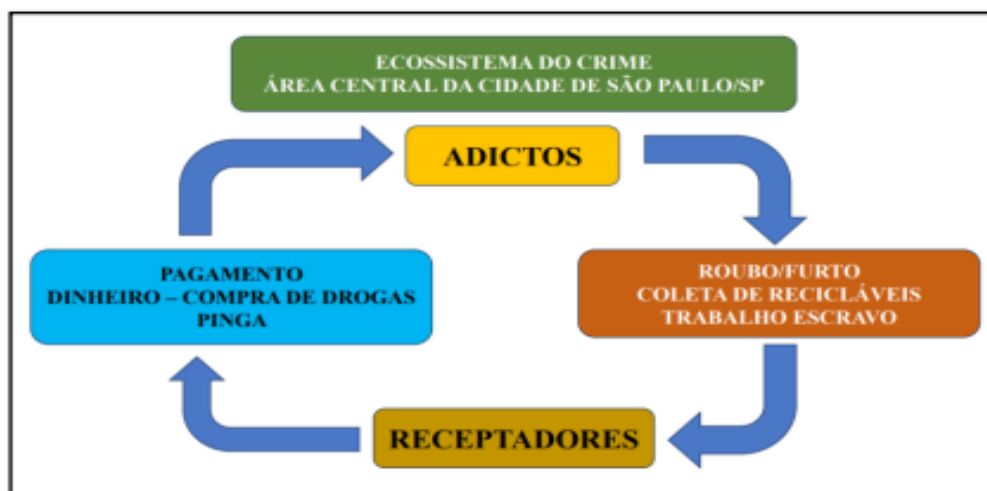 ECOSSISTEMA DO CRIME
ÁREA CENTRAL DA CIDADE DE SÃO PAULO/SP
ADICTOS
ROUBO/FURTO
COLETA DE RECICLÁVEIS
TRABALHO ESCRAVO
RECEPTADORES
PAGAMENTO
DINHEIRO – COMPRA DE DROGAS
PINGA